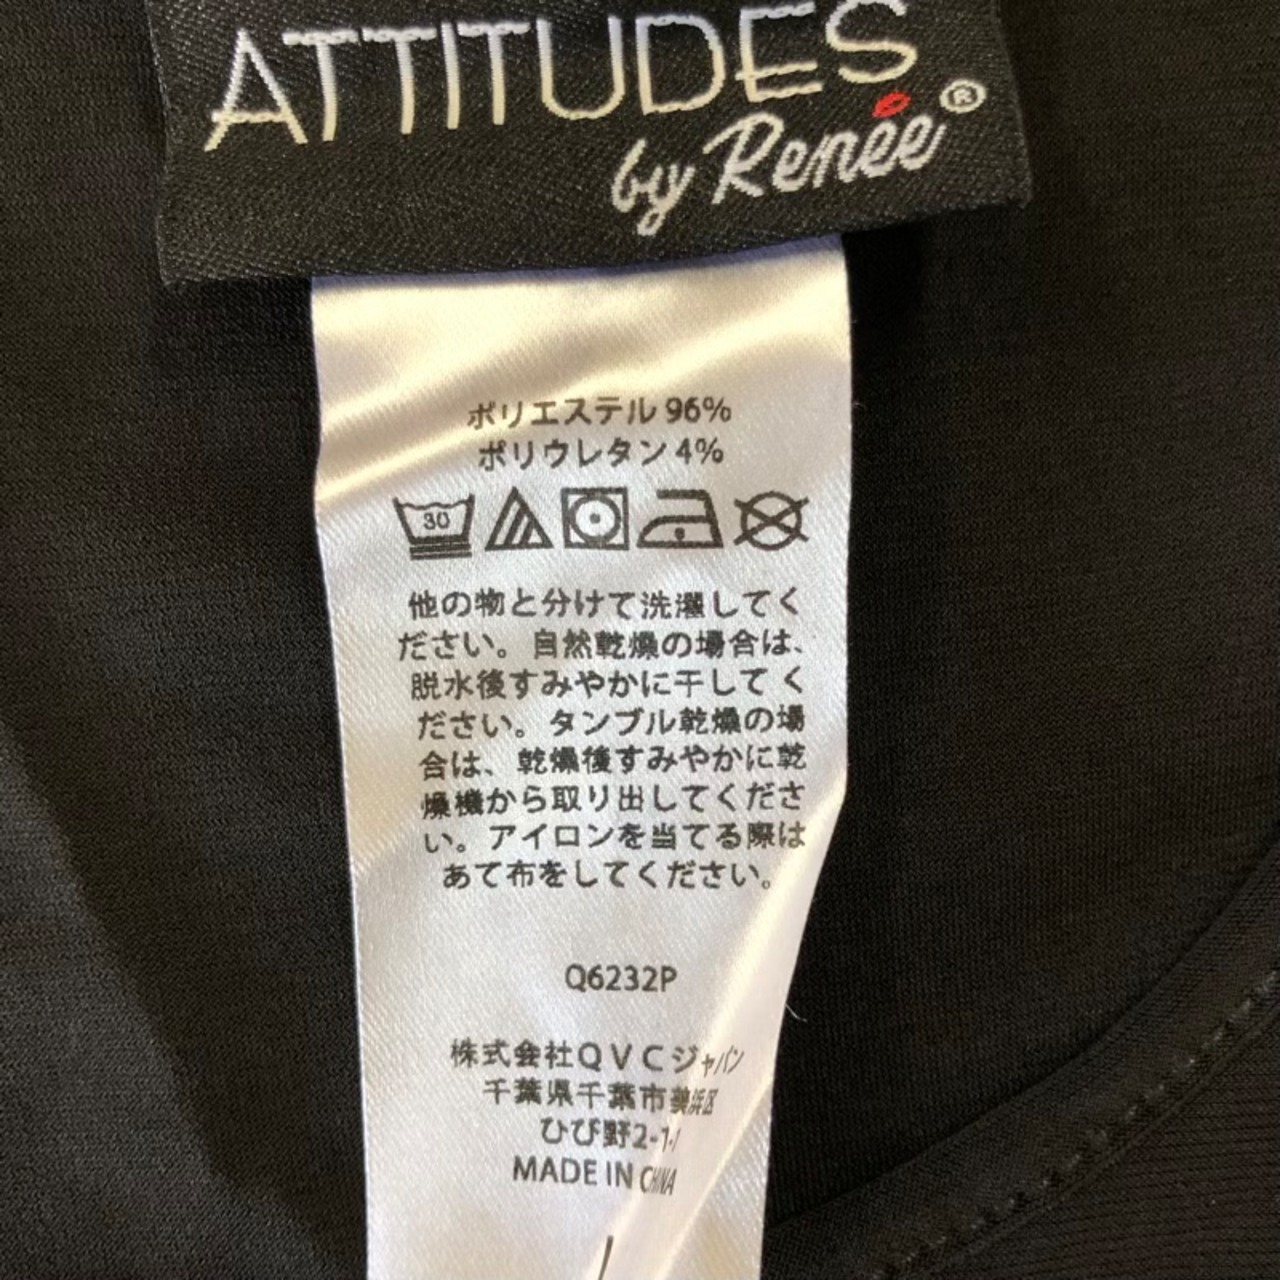 ATTITUDES
by Renée®
ポリエステル 96%
ポリウレタン 4%
30
他の物と分けて洗濯してく
ださい。自然乾燥の場合は、
脱水後すみやかに干してく
ださい。タンブル乾燥の場
合は、乾燥後すみやかに乾
燥機から取り出してくださ
い。アイロンを当てる際は
あて布をしてください。
Q6232P
株式会社QVCジャパン
千葉県千葉市美浜区
ひび野2-1-1
MADE IN CHINA